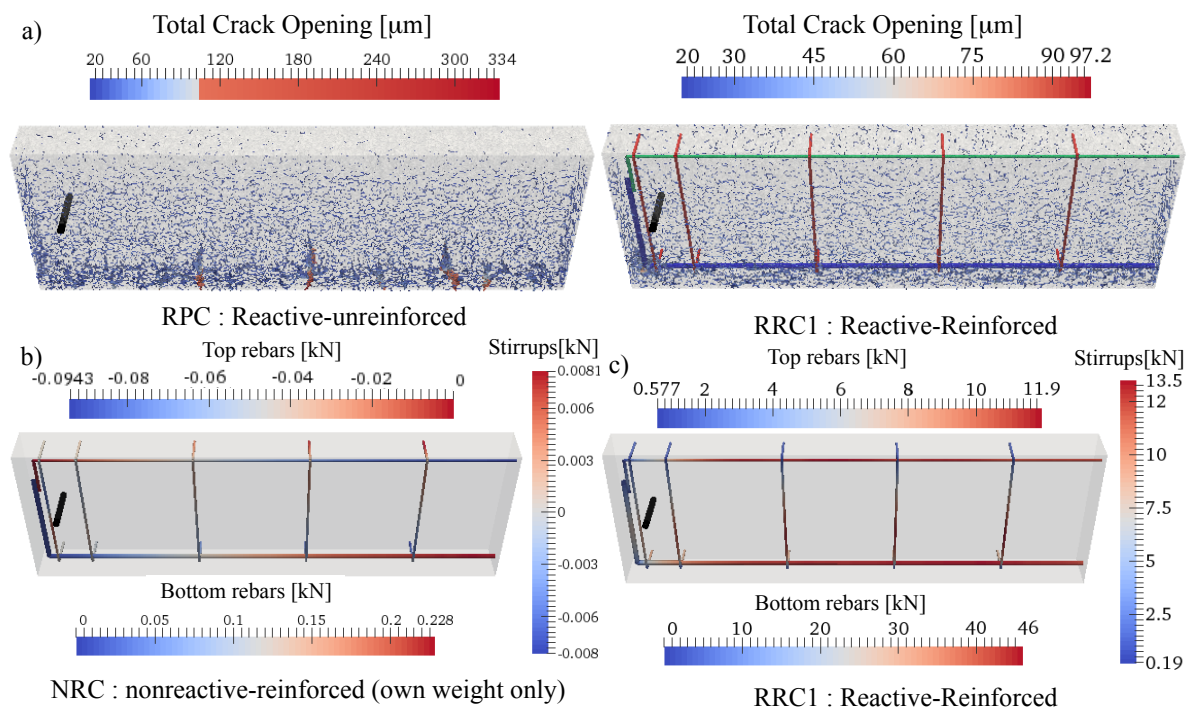 a)
Total Crack Opening [μm]
20 60 120 180 240 300 334
RPC : Reactive-unreinforced
Total Crack Opening [μm]
20 30 45 60 75 90 97.2
RRC1 : Reactive-Reinforced
b)
Top rebars [kN]
-0.0943 -0.08 -0.06 -0.04 -0.02 0
Stirrups[kN]
0.0081
0.006
0.003
0
-0.003
-0.006
-0.008
Bottom rebars [kN]
0 0.05 0.1 0.15 0.2 0.228
NRC : nonreactive-reinforced (own weight only)
c)
Top rebars [kN]
0.577 2 4 6 8 10 11.9
Stirrups[kN]
13.5
12
10
7.5
5
2.5
0.19
Bottom rebars [kN]
0 10 20 30 40 46
RRC1 : Reactive-Reinforced